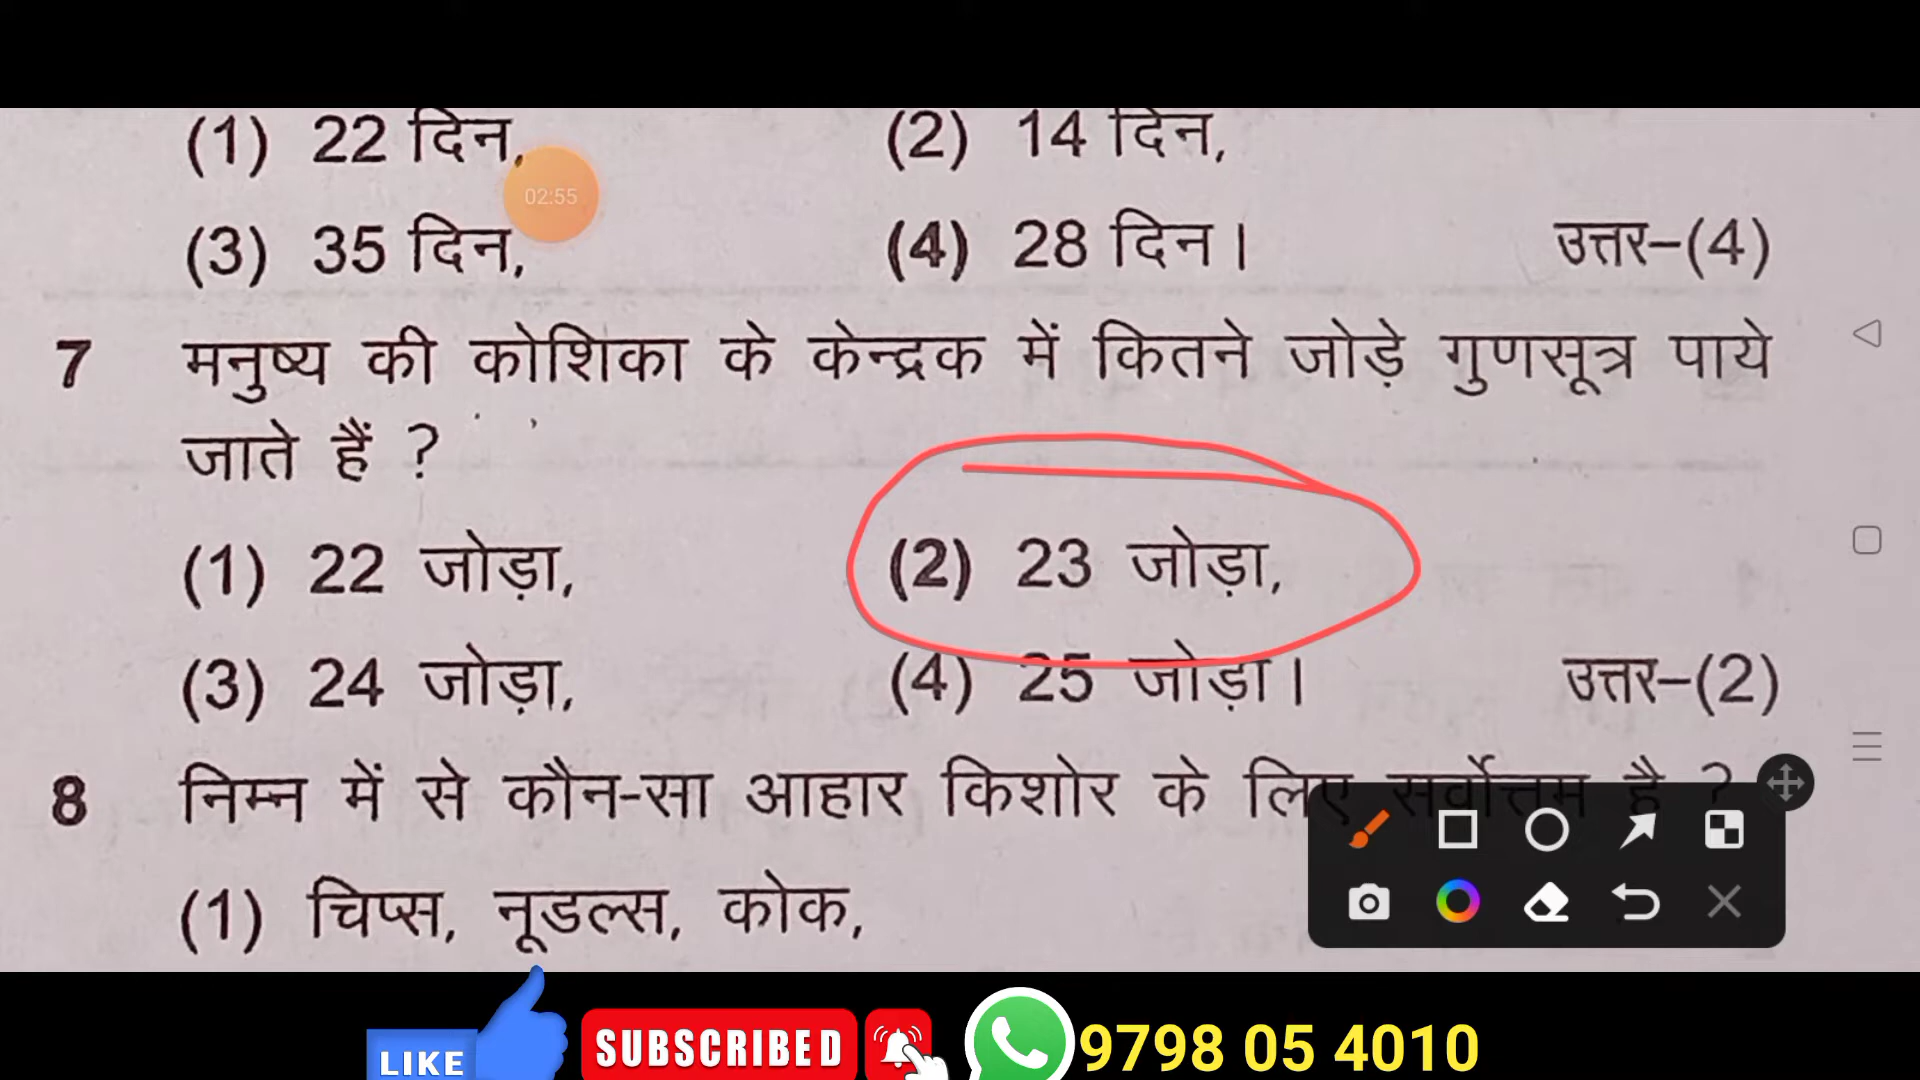 (1) 22 दिन, (2) 14 दिन,
02:55
(3) 35 दिन, (4) 28 दिन। उत्तर–(4)
7 मनुष्य की कोशिका के केन्द्रक में कितने जोड़े गुणसूत्र पाये
जाते हैं ?
(1) 22 जोड़ा, (2) 23 जोड़ा,
(3) 24 जोड़ा, (4) 25 जोड़ा। उत्तर–(2)
8 निम्न में से कौन-सा आहार किशोर के लिए सर्वोत्तम है ?
(1) चिप्स, नूडल्स, कोक,
LIKE SUBSCRIBED 9798 05 4010